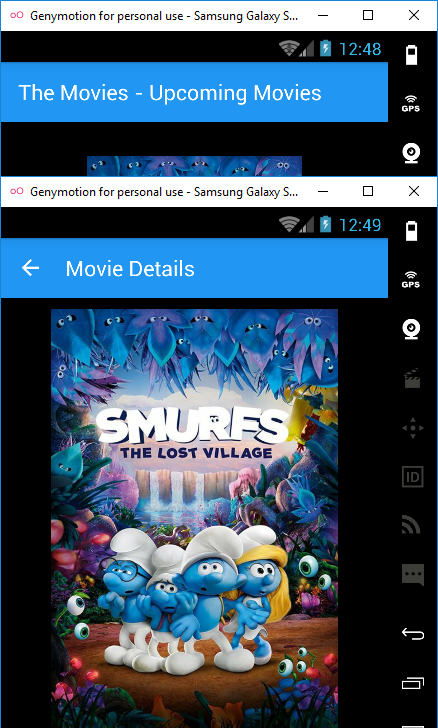 Genymotion for personal use - Samsung Galaxy S...
12:48
The Movies - Upcoming Movies
GPS
Genymotion for personal use - Samsung Galaxy S...
12:49
Movie Details
GPS
SMURFS
THE LOST VILLAGE
ID